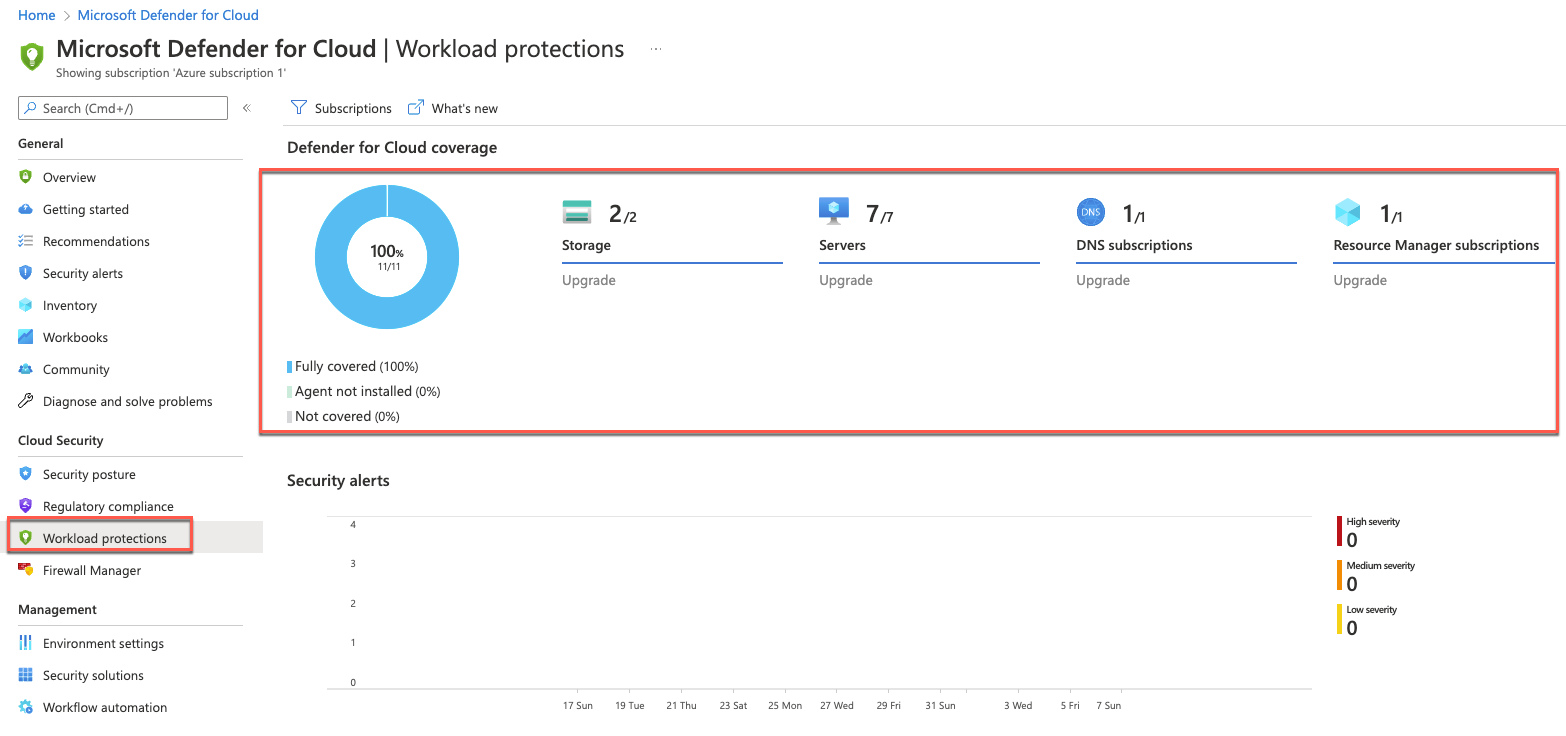 Home > Microsoft Defender for Cloud
Microsoft Defender for Cloud | Workload protections ...
Showing subscription 'Azure subscription 1'
Search (Cmd+/)
«
Subscriptions
What's new
General
Overview
Getting started
Recommendations
Security alerts
Inventory
Workbooks
Community
Diagnose and solve problems
Cloud Security
Security posture
Regulatory compliance
Workload protections
Firewall Manager
Management
Environment settings
Security solutions
Workflow automation
Defender for Cloud coverage
100%
11/11
Fully covered (100%)
Agent not installed (0%)
Not covered (0%)
2/2
Storage
Upgrade
7/7
Servers
Upgrade
DNS
1/1
DNS subscriptions
Upgrade
1/1
Resource Manager subscriptions
Upgrade
Security alerts
4
3
2
1
0
17 Sun 19 Tue 21 Thu 23 Sat 25 Mon 27 Wed 29 Fri 31 Sun 3 Wed 5 Fri 7 Sun
High severity
0
Medium severity
0
Low severity
0